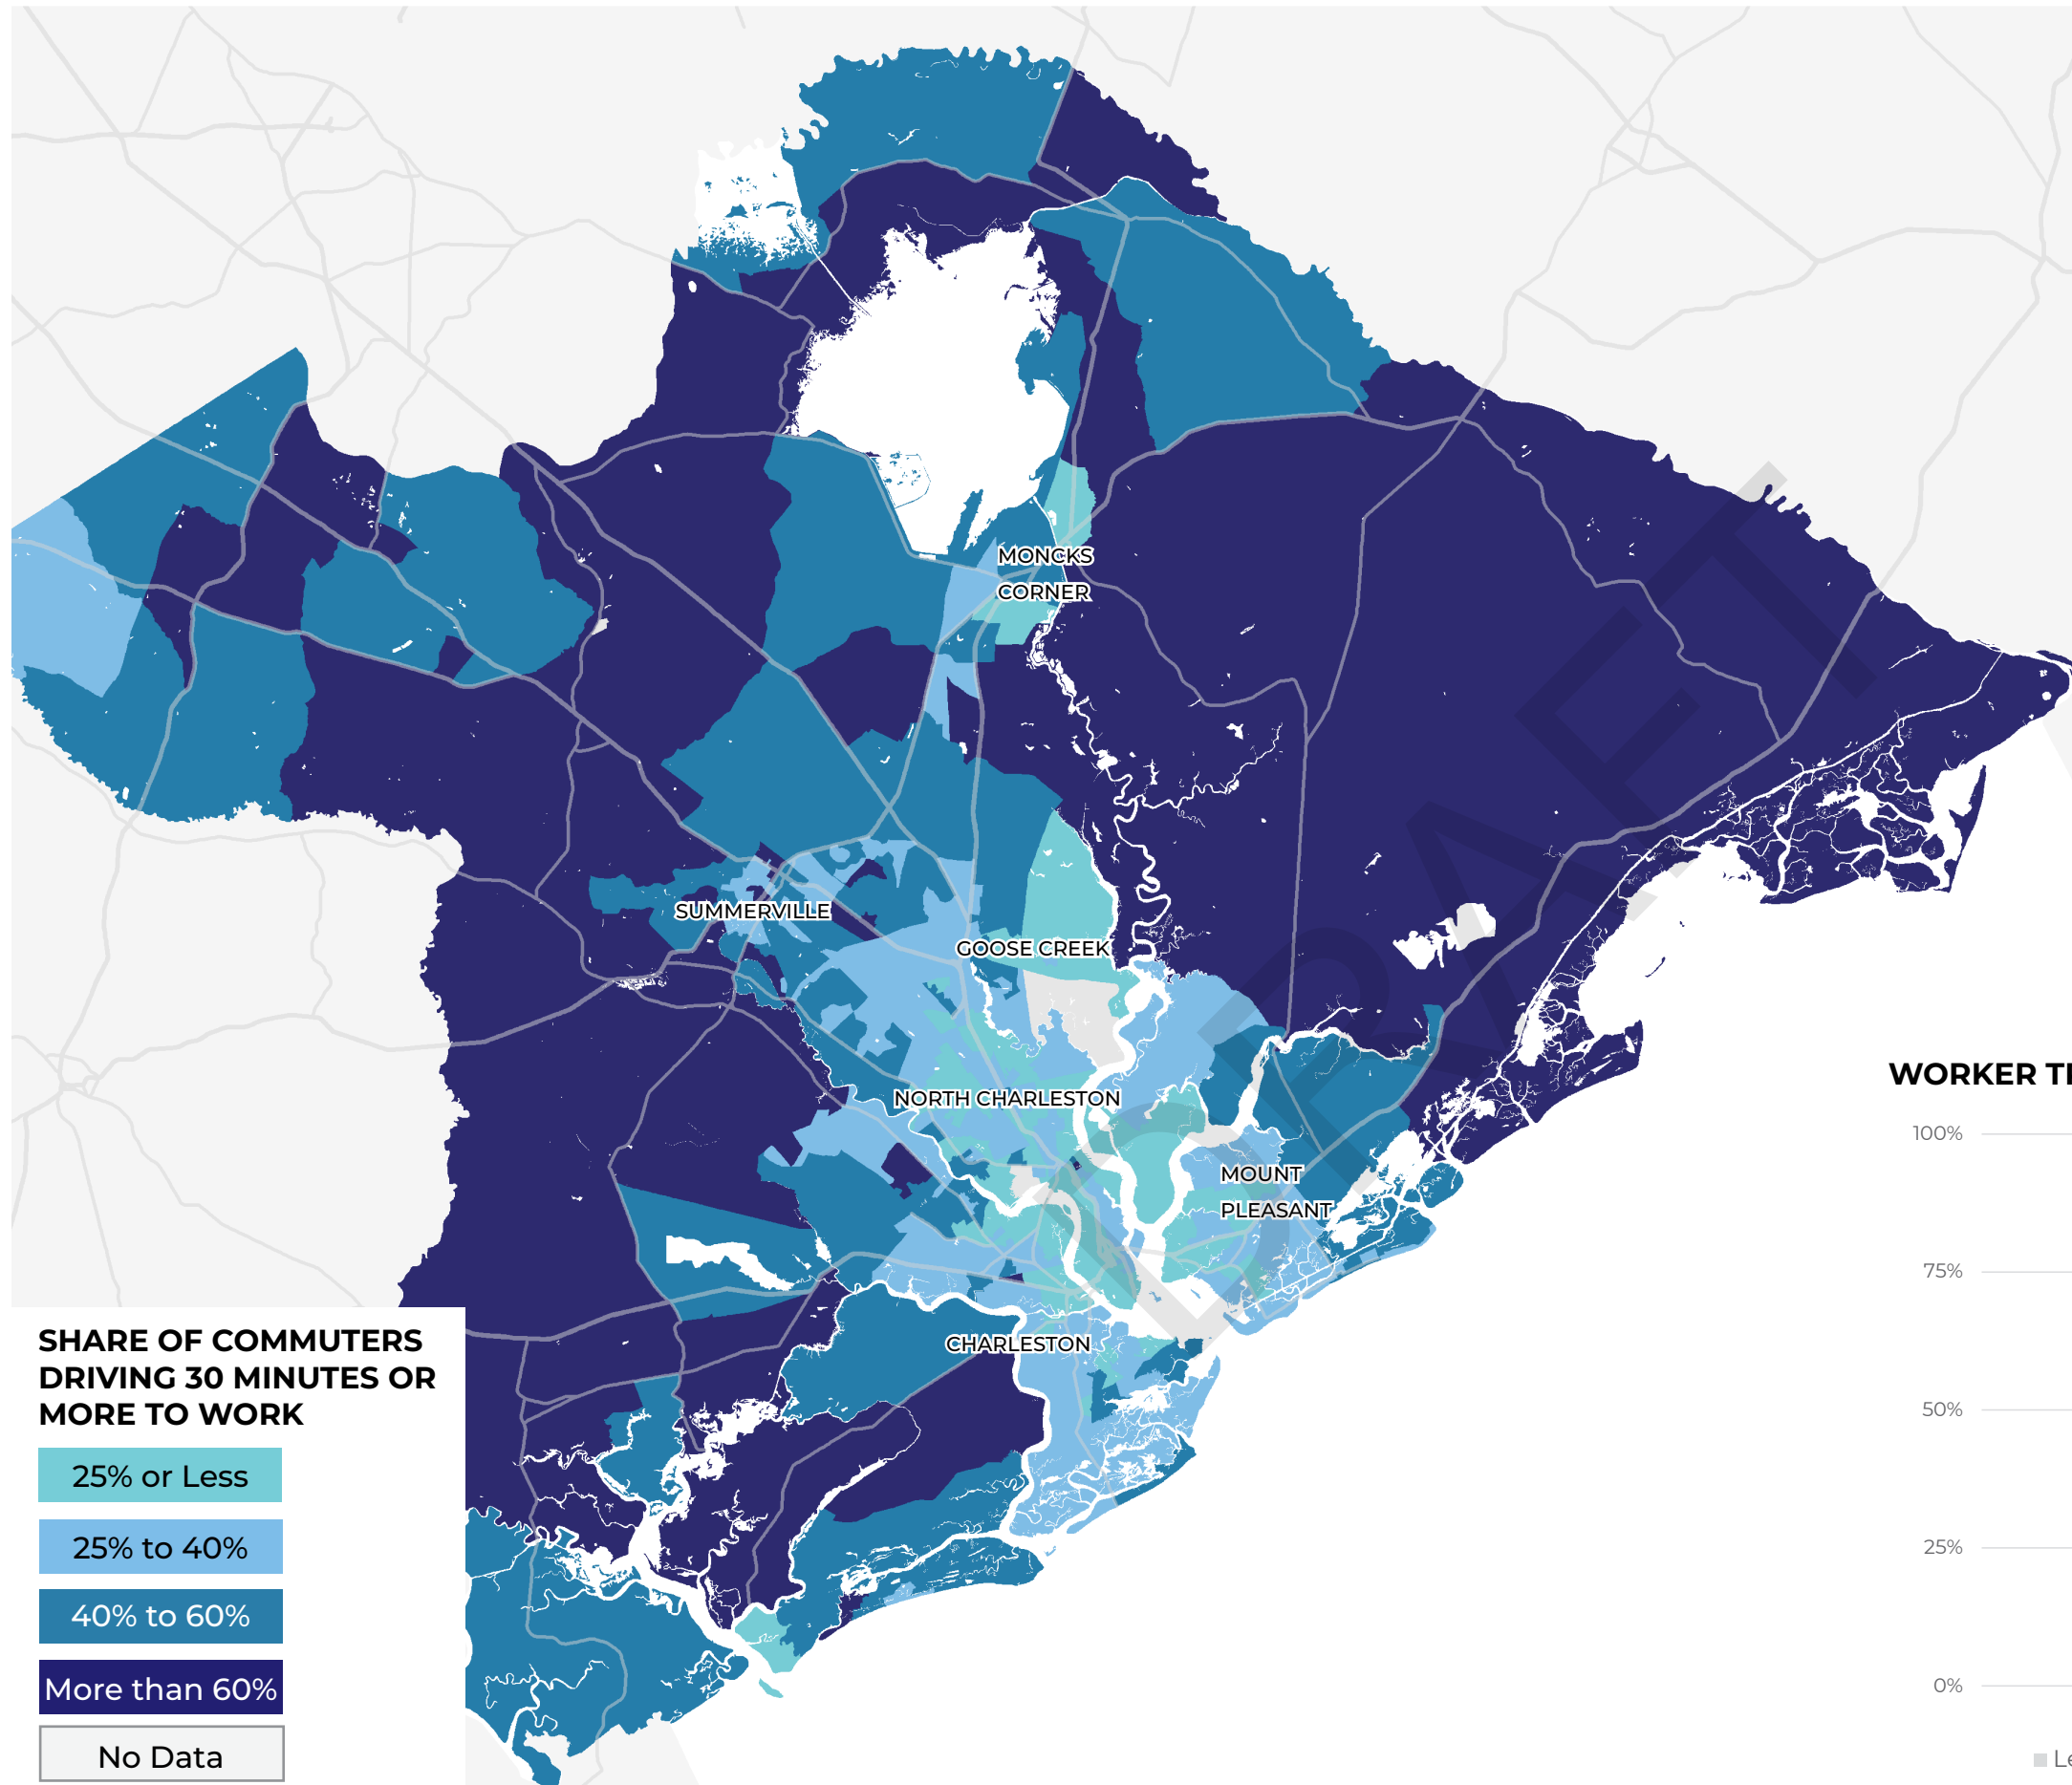 MONCKS
CORNER
SUMMERVILLE
GOOSE CREEK
NORTH CHARLESTON
MOUNT
PLEASANT
CHARLESTON
DRAFT
SHARE OF COMMUTERS
DRIVING 30 MINUTES OR
MORE TO WORK
25% or Less
25% to 40%
40% to 60%
More than 60%
No Data
WORKER
100%
75%
50%
25%
0%